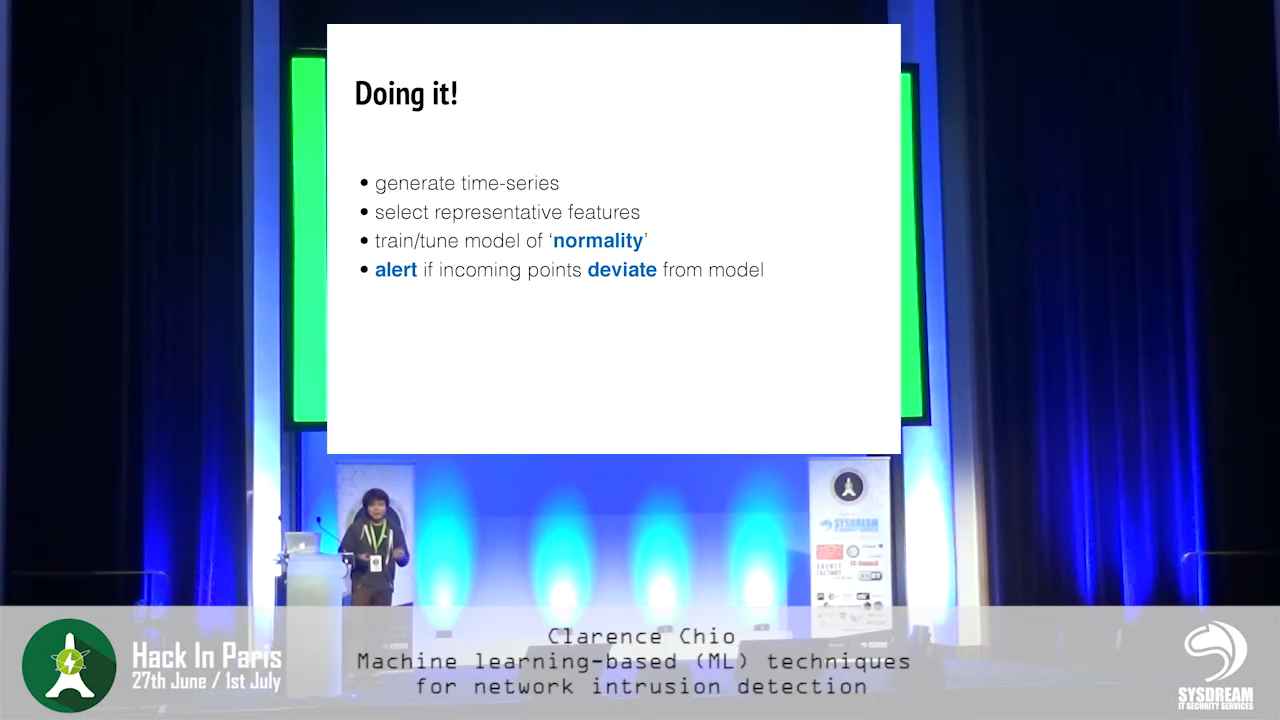 Doing it!
• generate time-series
• select representative features
• train/tune model of ‘normality’
• alert if incoming points deviate from model
SYSDREAM
Clarence Chio
Machine learning-based (ML) techniques
for network intrusion detection
Hack In Paris
27th June / 1st July
SYSDREAM
IT SECURITY SERVICES